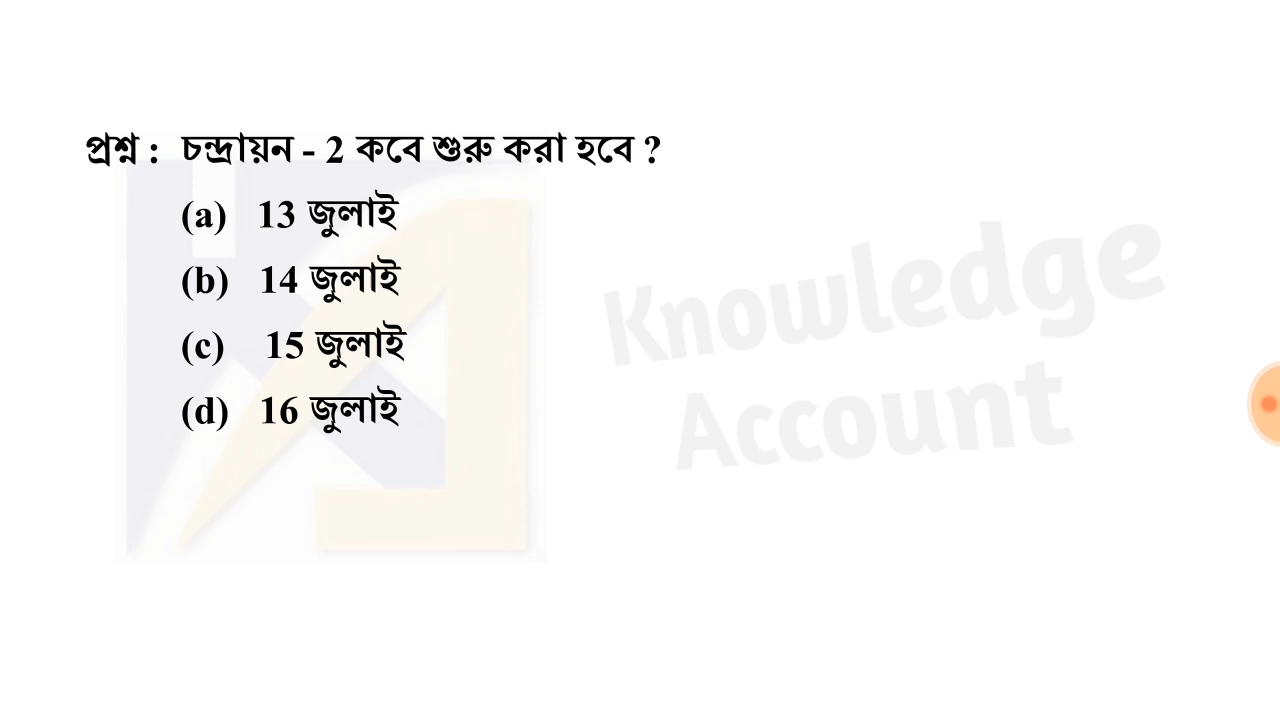 প্রশ্ন : চন্দ্রায়ন - 2 কবে শুরু করা হবে ?
(a) 13 জুলাই
(b) 14 জুলাই
(c) 15 জুলাই
(d) 16 জুলাই
Knowledge
Account